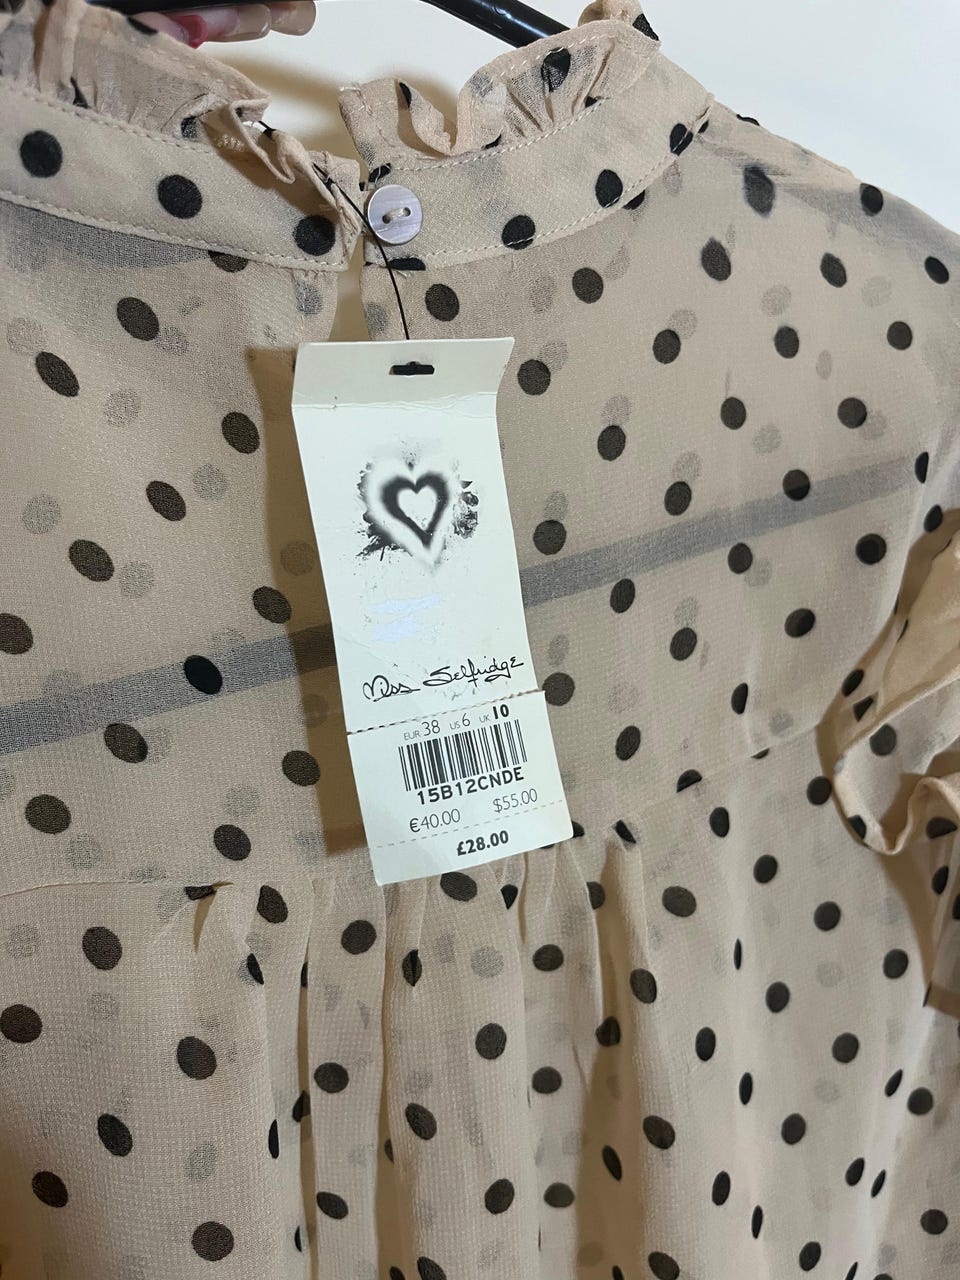 Miss Selfridge
EUR 38 US 6 UK 10
15B12CNDE
€40.00 $55.00
£28.00